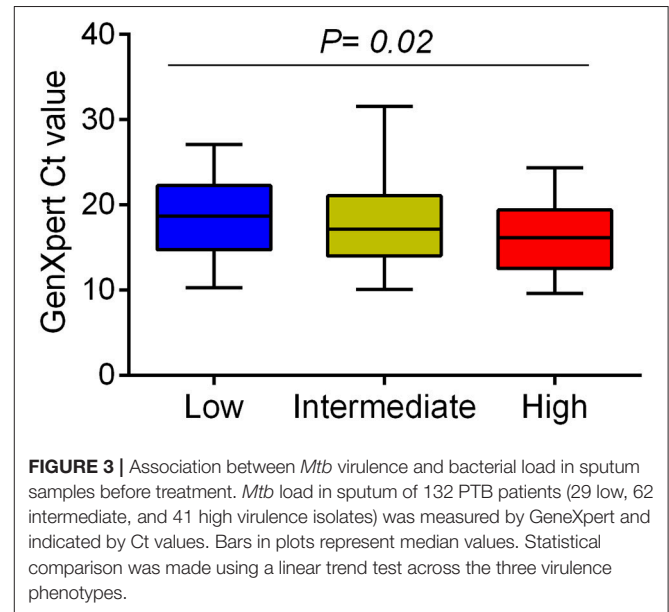 P= 0.02
GenXpert Ct value
40
30
20
10
0
Low Intermediate High
FIGURE 3 | Association between Mtb virulence and bacterial load in sputum
samples before treatment. Mtb load in sputum of 132 PTB patients (29 low, 62
intermediate, and 41 high virulence isolates) was measured by GeneXpert and
indicated by Ct values. Bars in plots represent median values. Statistical
comparison was made using a linear trend test across the three virulence
phenotypes.